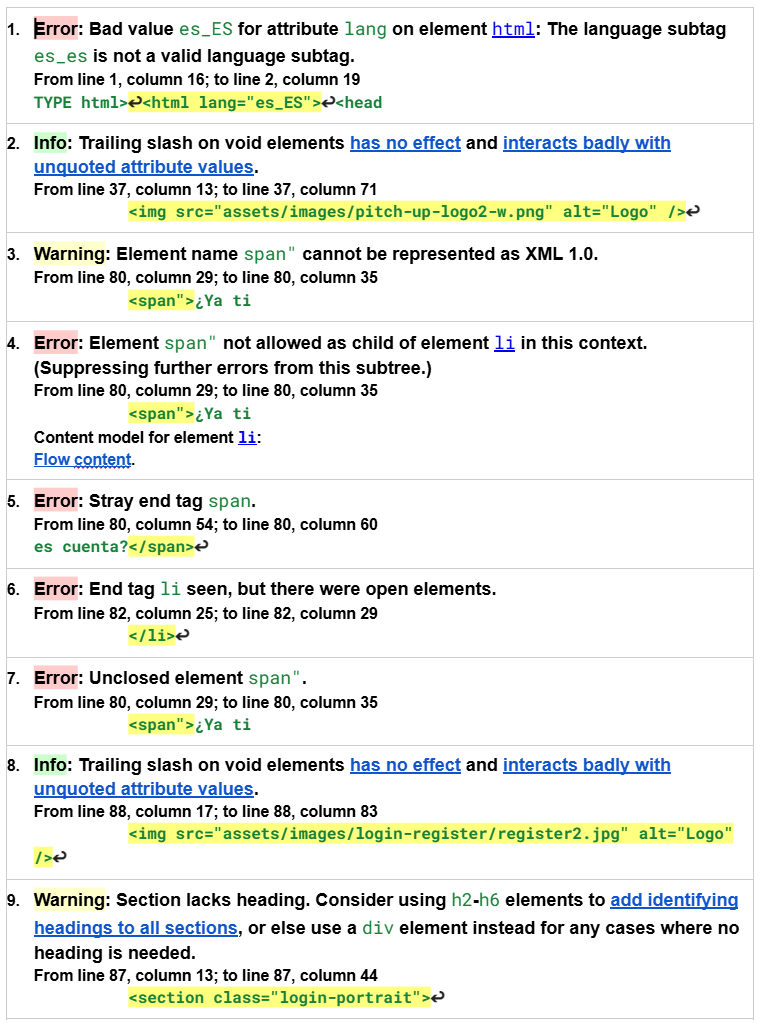 1. Error: Bad value es_ES for attribute lang on element html: The language subtag
es_es is not a valid language subtag.
From line 1, column 16; to line 2, column 19
TYPE html>↩<html lang="es_ES">↩<head
2. Info: Trailing slash on void elements has no effect and interacts badly with
unquoted attribute values.
From line 37, column 13; to line 37, column 71
<img src="assets/images/pitch-up-logo2-w.png" alt="Logo" />↩
3. Warning: Element name span" cannot be represented as XML 1.0.
From line 80, column 29; to line 80, column 35
<span">¿Ya ti
4. Error: Element span" not allowed as child of element li in this context.
(Suppressing further errors from this subtree.)
From line 80, column 29; to line 80, column 35
<span">¿Ya ti
Content model for element li:
Flow content.
5. Error: Stray end tag span.
From line 80, column 54; to line 80, column 60
es cuenta?</span>↩
6. Error: End tag li seen, but there were open elements.
From line 82, column 25; to line 82, column 29
</li>↩
7. Error: Unclosed element span".
From line 80, column 29; to line 80, column 35
<span">¿Ya ti
8. Info: Trailing slash on void elements has no effect and interacts badly with
unquoted attribute values.
From line 88, column 17; to line 88, column 83
<img src="assets/images/login-register/register2.jpg" alt="Logo"
/>↩
9. Warning: Section lacks heading. Consider using h2-h6 elements to add identifying
headings to all sections, or else use a div element instead for any cases where no
heading is needed.
From line 87, column 13; to line 87, column 44
<section class="login-portrait">↩